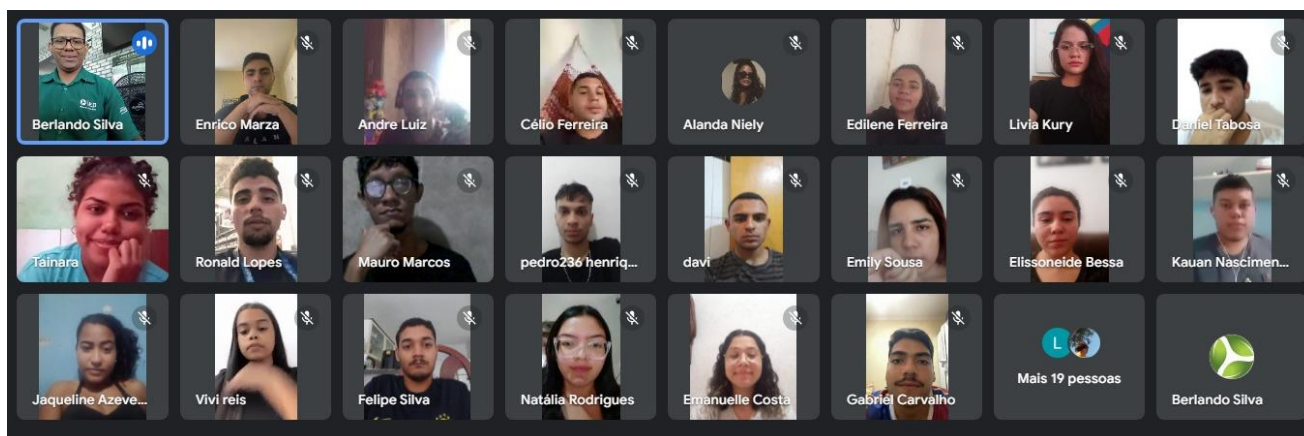 Berlando Silva
Enrico Marza
Andre Luiz
Célio Ferreira
Alanda Niely
Edilene Ferreira
Livia Kury
Daniel Tabosa
Tainara
Ronald Lopes
Mauro Marcos
pedro236 henriq...
davi
Emily Sousa
Elissoneide Bessa
Kauan Nascimen...
Jaqueline Azeve...
Vivi reis
Felipe Silva
Natália Rodrigues
Emanuelle Costa
Gabriel Carvalho
L
Mais 19 pessoas
Berlando Silva